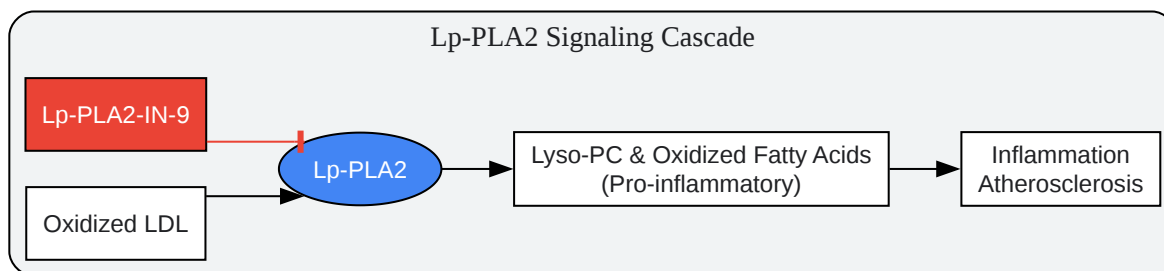 Lp-PLA2 Signaling Cascade
Lp-PLA2-IN-9
Oxidized LDL
Lp-PLA2
Lyso-PC & Oxidized Fatty Acids
(Pro-inflammatory)
Inflammation
Atherosclerosis